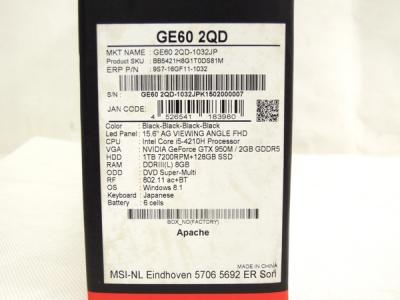 GE60 2QD
MKT NAME : GE60 2QD-1032JP
Product SKU : BB5421H8G1T0DS81M
ERP P/N : 9S7-16GF11-1032
S/N : GE60 2QD-1032JPK1502000007
JAN CODE:
4 526541 183980
Color : Black-Black-Black-Black
Led Panel : 15.6" AG VIEWING ANGLE FHD
CPU : Intel Core i5-4210H Processor
VGA : NVIDIA GeForce GTX 950M / 2GB GDDR5
HDD : 1TB 7200RPM+128GB SSD
RAM : DDRIII(L) 8GB
ODD : DVD Super-Multi
RF : 802.11 ac+BT
OS : Windows 8.1
Keyboard : Japanese
Battery : 6 cells
BOX_NO(FACTORY)
Apache
MADE IN CHINA
MSI-NL Eindhoven 5706 5692 ER Son